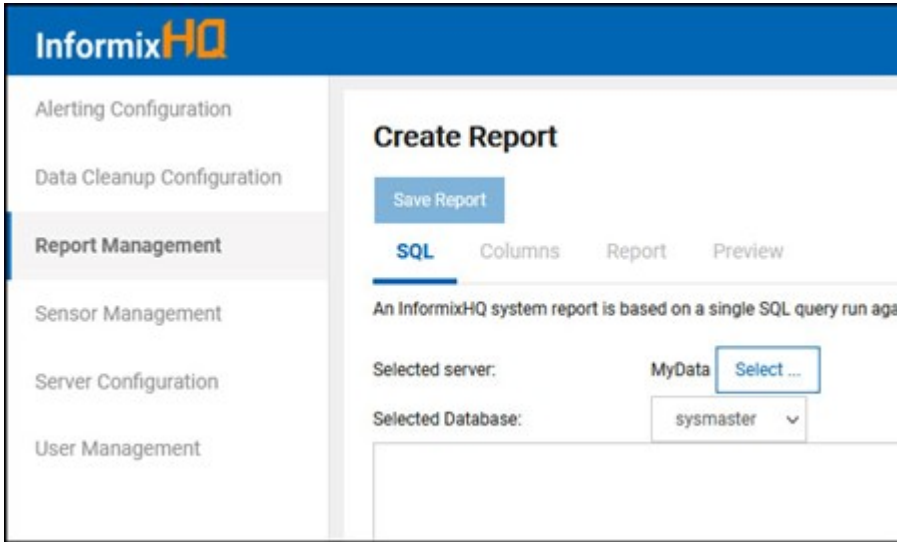 InformixHQ
Alerting Configuration
Data Cleanup Configuration
Report Management
Sensor Management
Server Configuration
User Management
Create Report
Save Report
SQL Columns Report Preview
An InformixHQ system report is based on a single SQL query run aga
Selected server: MyData Select ...
Selected Database: sysmaster